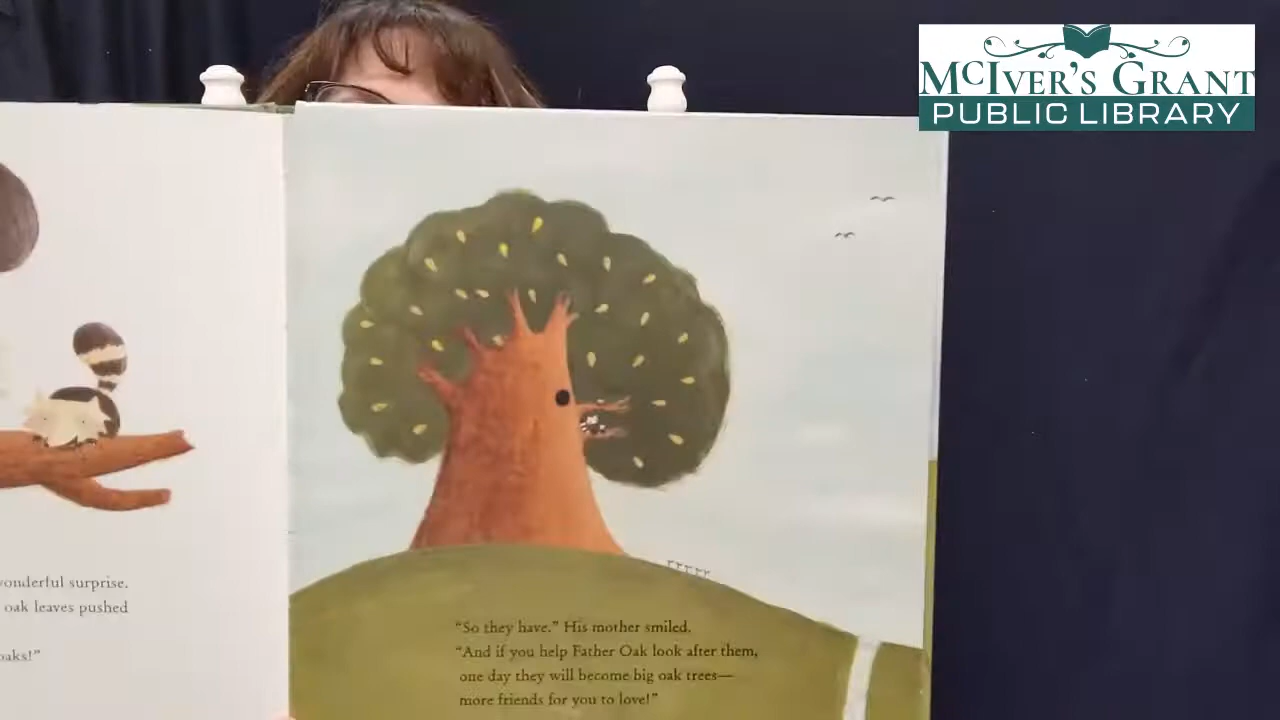 McIver's Grant
PUBLIC LIBRARY
wonderful surprise.
oak leaves pushed
oaks!"
"So they have." His mother smiled.
"And if you help Father Oak look after them,
one day they will become big oak trees—
more friends for you to love!"